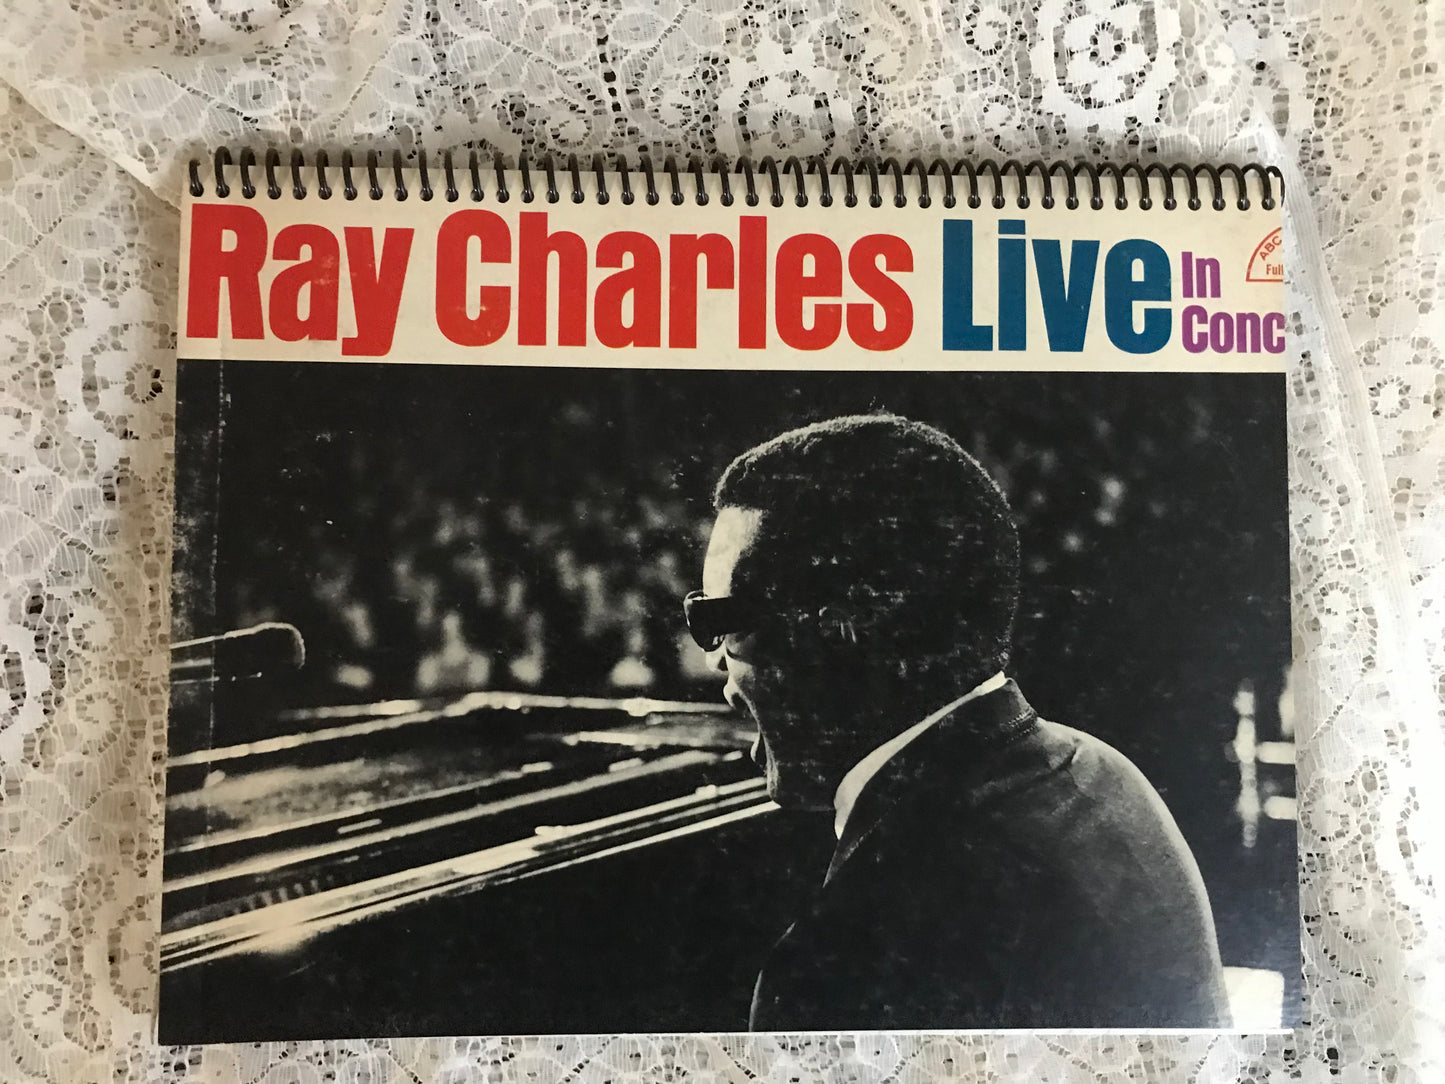 Ray Charles Live In
Conc
ABC
Full